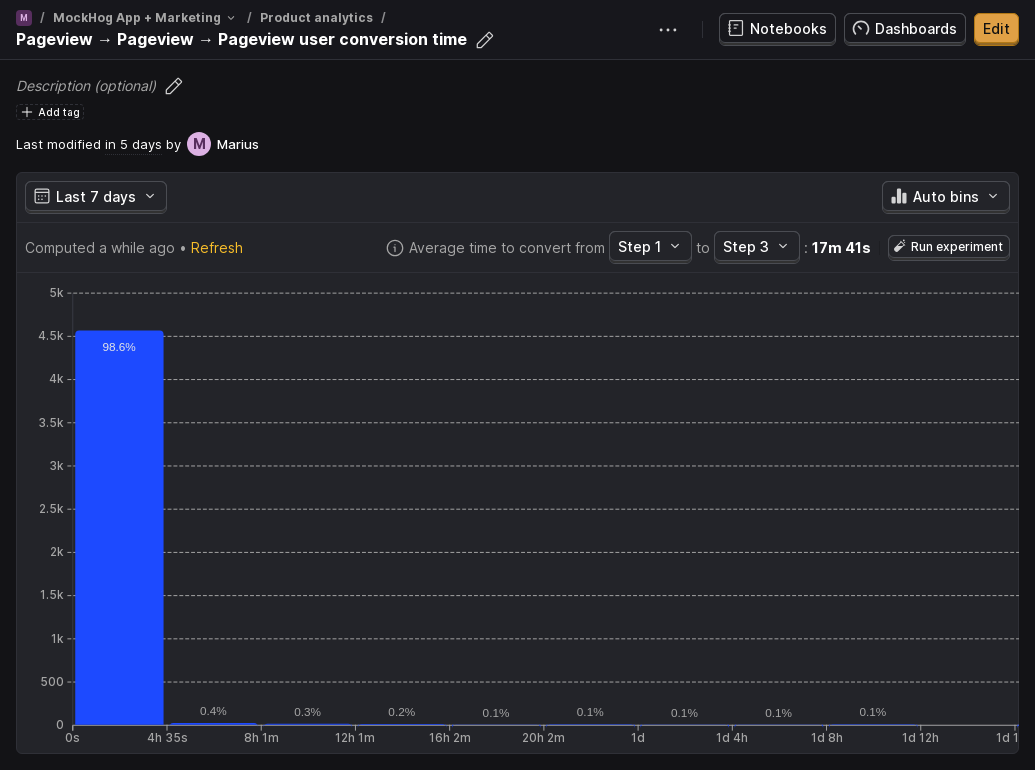 M / MockHog App + Marketing / Product analytics /
Pageview → Pageview → Pageview user conversion time
Notebooks
Dashboards
Edit
Description (optional)
Add tag
Last modified in 5 days by M Marius
Last 7 days
Auto bins
Computed a while ago • Refresh
Average time to convert from Step 1 to Step 3 : 17m 41s
Run experiment
5k
4.5k
98.6%
4k
3.5k
3k
2.5k
2k
1.5k
1k
500
0.4% 0.3% 0.2% 0.1% 0.1% 0.1% 0.1% 0.1%
0
0s 4h 35s 8h 1m 12h 1m 16h 2m 20h 2m 1d 1d 4h 1d 8h 1d 12h 1d 1